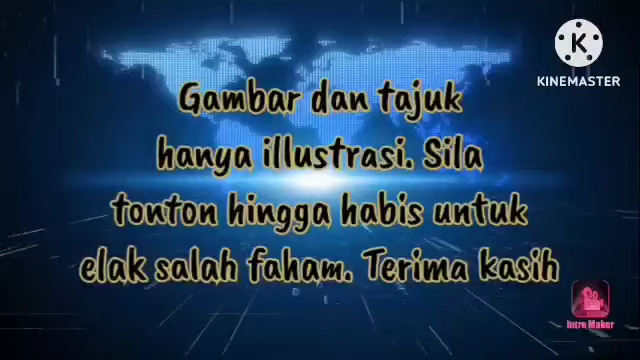 KINEMASTER
Gambar dan tajuk
hanya illustrasi. Sila
tonton hingga habis untuk
elak salah faham. Terima kasih
Intro Maker